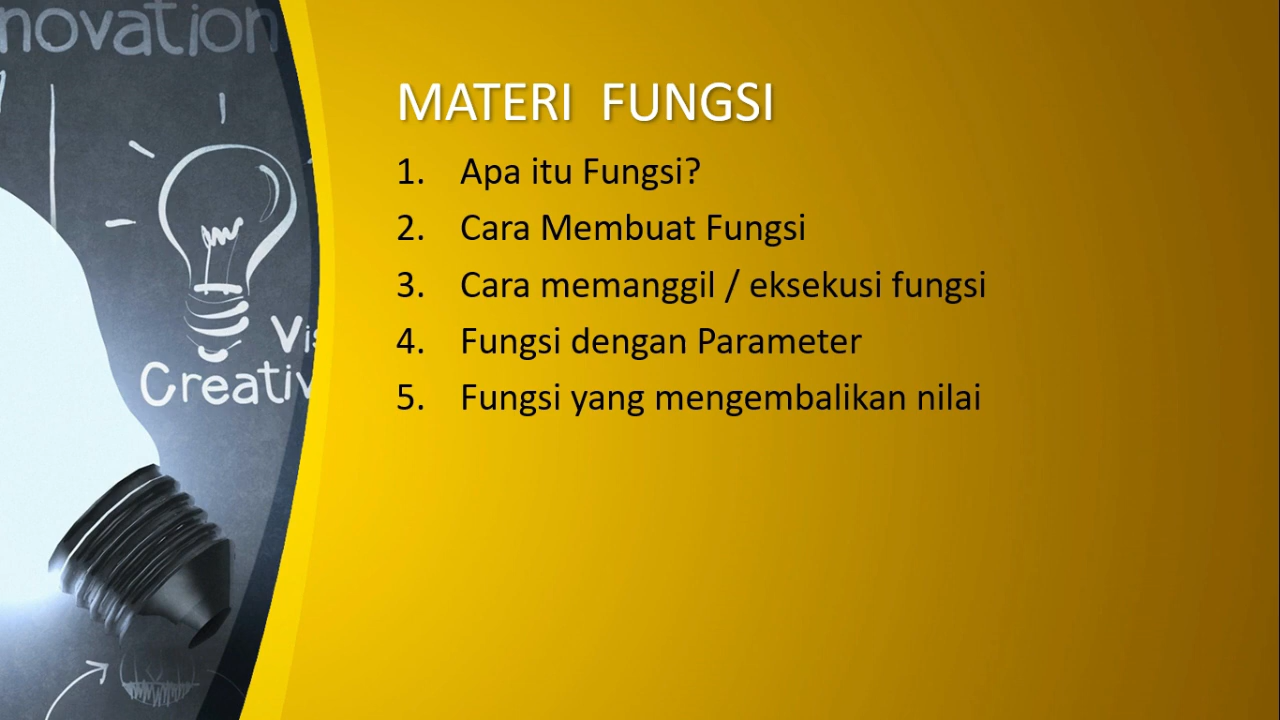 novation
MATERI FUNGSI
1. Apa itu Fungsi?
2. Cara Membuat Fungsi
3. Cara memanggil / eksekusi fungsi
4. Fungsi dengan Parameter
5. Fungsi yang mengembalikan nilai
Vis
Creativ